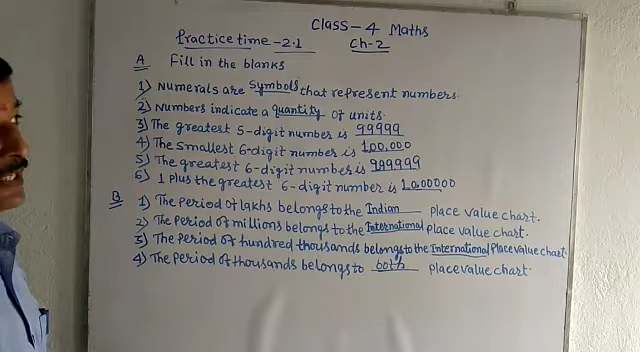 Class-4 Maths
Practice time -2.1 Ch-2
A Fill in the blanks
1) Numerals are Symbols that represent numbers.
2) Numbers indicate a quantity of units.
3) The greatest 5-digit number is 99999
4) The smallest 6-digit number is 1,00,000
5) The greatest 6-digit number is 999999
6) 1 plus the greatest 6-digit number is 1000000
B 1) The Period of lakhs belongs to the Indian place value chart.
2) The Period of millions belongs to the International place value chart.
3) The Period of hundred thousands belongs to the International Place value chart.
4) The Period of thousands belongs to both place value chart.